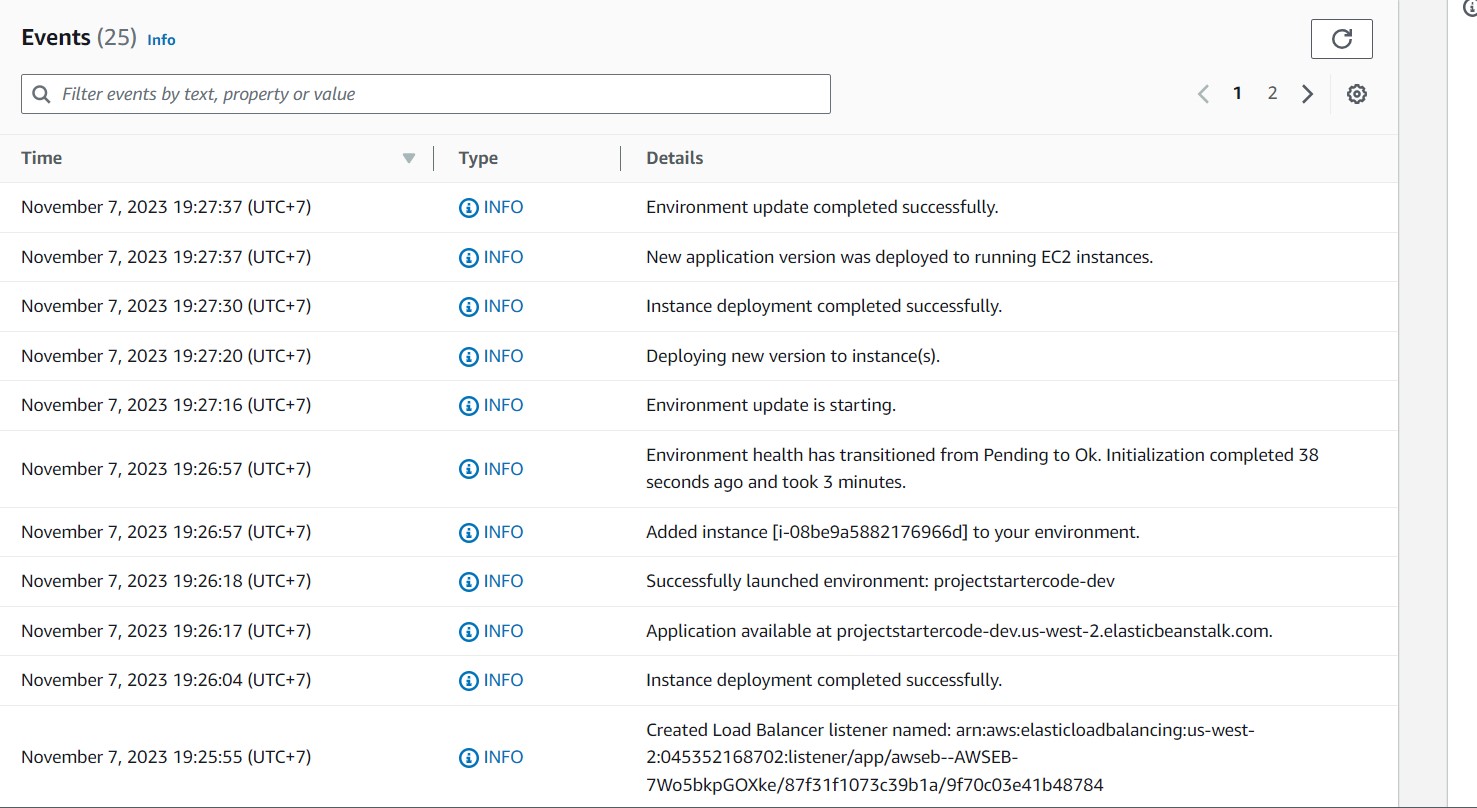 Events (25) Info
Filter events by text, property or value
1 2
Time Type Details
November 7, 2023 19:27:37 (UTC+7) INFO Environment update completed successfully.
November 7, 2023 19:27:37 (UTC+7) INFO New application version was deployed to running EC2 instances.
November 7, 2023 19:27:30 (UTC+7) INFO Instance deployment completed successfully.
November 7, 2023 19:27:20 (UTC+7) INFO Deploying new version to instance(s).
November 7, 2023 19:27:16 (UTC+7) INFO Environment update is starting.
November 7, 2023 19:26:57 (UTC+7) INFO Environment health has transitioned from Pending to Ok. Initialization completed 38
seconds ago and took 3 minutes.
November 7, 2023 19:26:57 (UTC+7) INFO Added instance [i-08be9a5882176966d] to your environment.
November 7, 2023 19:26:18 (UTC+7) INFO Successfully launched environment: projectstartercode-dev
November 7, 2023 19:26:17 (UTC+7) INFO Application available at projectstartercode-dev.us-west-2.elasticbeanstalk.com.
November 7, 2023 19:26:04 (UTC+7) INFO Instance deployment completed successfully.
November 7, 2023 19:25:55 (UTC+7) INFO Created Load Balancer listener named: arn:aws:elasticloadbalancing:us-west-
2:045352168702:listener/app/awseb--AWSEB-
7Wo5bkpGOXke/87f31f1073c39b1a/9f70c03e41b48784